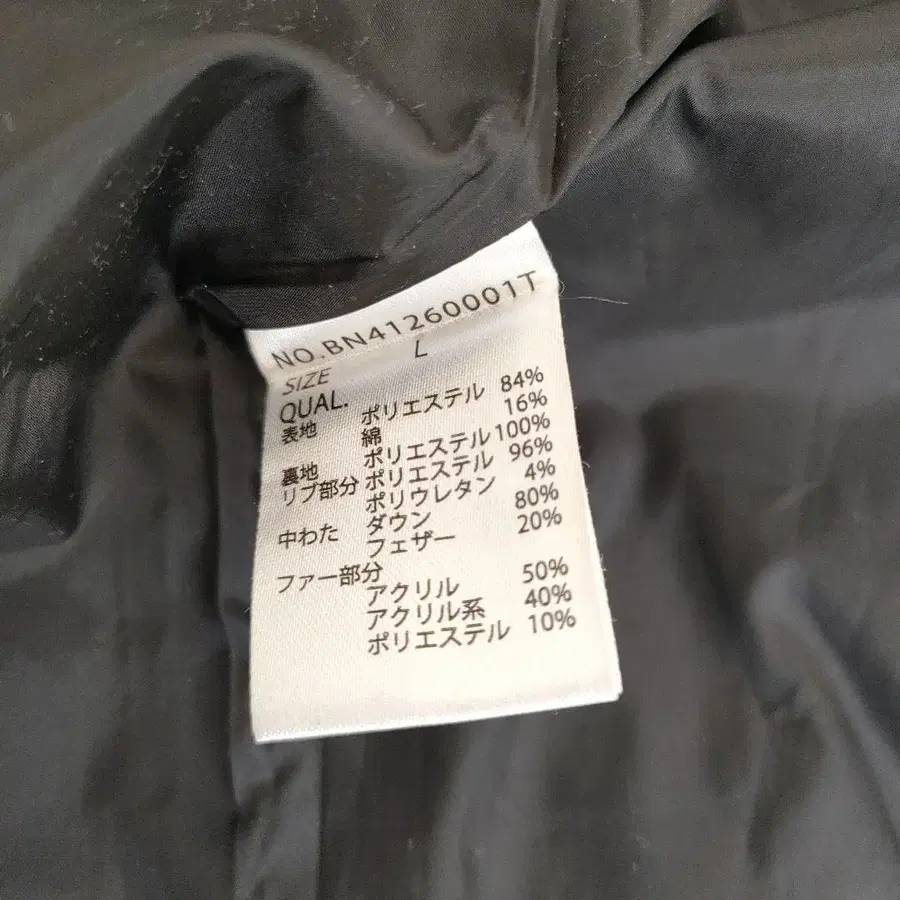 NO.BN41260001T
SIZE L
QUAL.
表地 ポリエステル 84%
綿 16%
裏地 ポリエステル 100%
リブ部分 ポリエステル 96%
ポリウレタン 4%
中わた ダウン 80%
フェザー 20%
ファー部分
アクリル 50%
アクリル系 40%
ポリエステル 10%